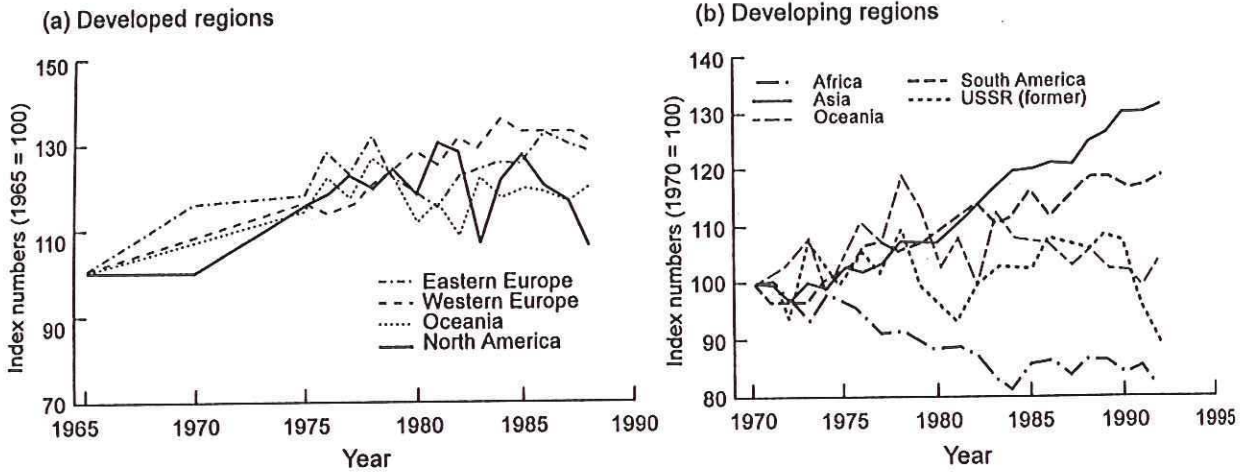 (a) Developed regions
Index numbers (1965 = 100)
150
130
110
90
70
Eastern Europe
Western Europe
Oceania
North America
1965 1970 1975 1980 1985 1990
Year
(b) Developing regions
Index numbers (1970 = 100)
140
130
120
110
100
90
80
Africa South America
Asia USSR (former)
Oceania
1970 1975 1980 1985 1990 1995
Year